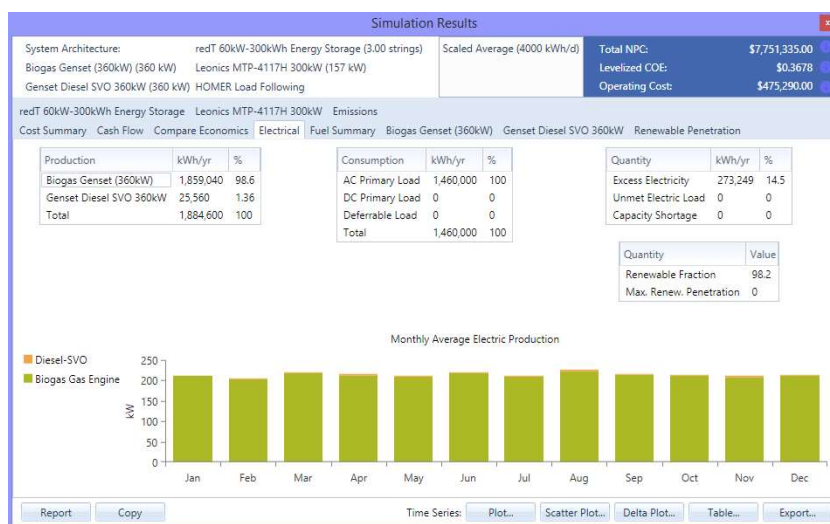 Simulation Results
x
System Architecture: redT 60kW-300kWh Energy Storage (3.00 strings)
Biogas Genset (360kW) (360 kW) Leonics MTP-4117H 300kW (157 kW)
Genset Diesel SVO 360kW (360 kW) HOMER Load Following
Scaled Average (4000 kWh/d)
Total NPC: $7,751,335.00
Levelized COE: $0.3678
Operating Cost: $475,290.00
redT 60kW-300kWh Energy Storage Leonics MTP-4117H 300kW Emissions
Cost Summary Cash Flow Compare Economics Electrical Fuel Summary Biogas Genset (360kW) Genset Diesel SVO 360kW Renewable Penetration
Production kWh/yr %
Biogas Genset (360kW) 1,859,040 98.6
Genset Diesel SVO 360kW 25,560 1.36
Total 1,884,600 100
Consumption kWh/yr %
AC Primary Load 1,460,000 100
DC Primary Load 0 0
Deferrable Load 0 0
Total 1,460,000 100
Quantity kWh/yr %
Excess Electricity 273,249 14.5
Unmet Electric Load 0 0
Capacity Shortage 0 0
Quantity Value
Renewable Fraction 98.2
Max. Renew. Penetration 0
Monthly Average Electric Production
Diesel-SVO
Biogas Gas Engine
kW
250
200
150
100
50
0
Jan Feb Mar Apr May Jun Jul Aug Sep Oct Nov Dec
Report Copy Time Series: Plot... Scatter Plot... Delta Plot... Table... Export...